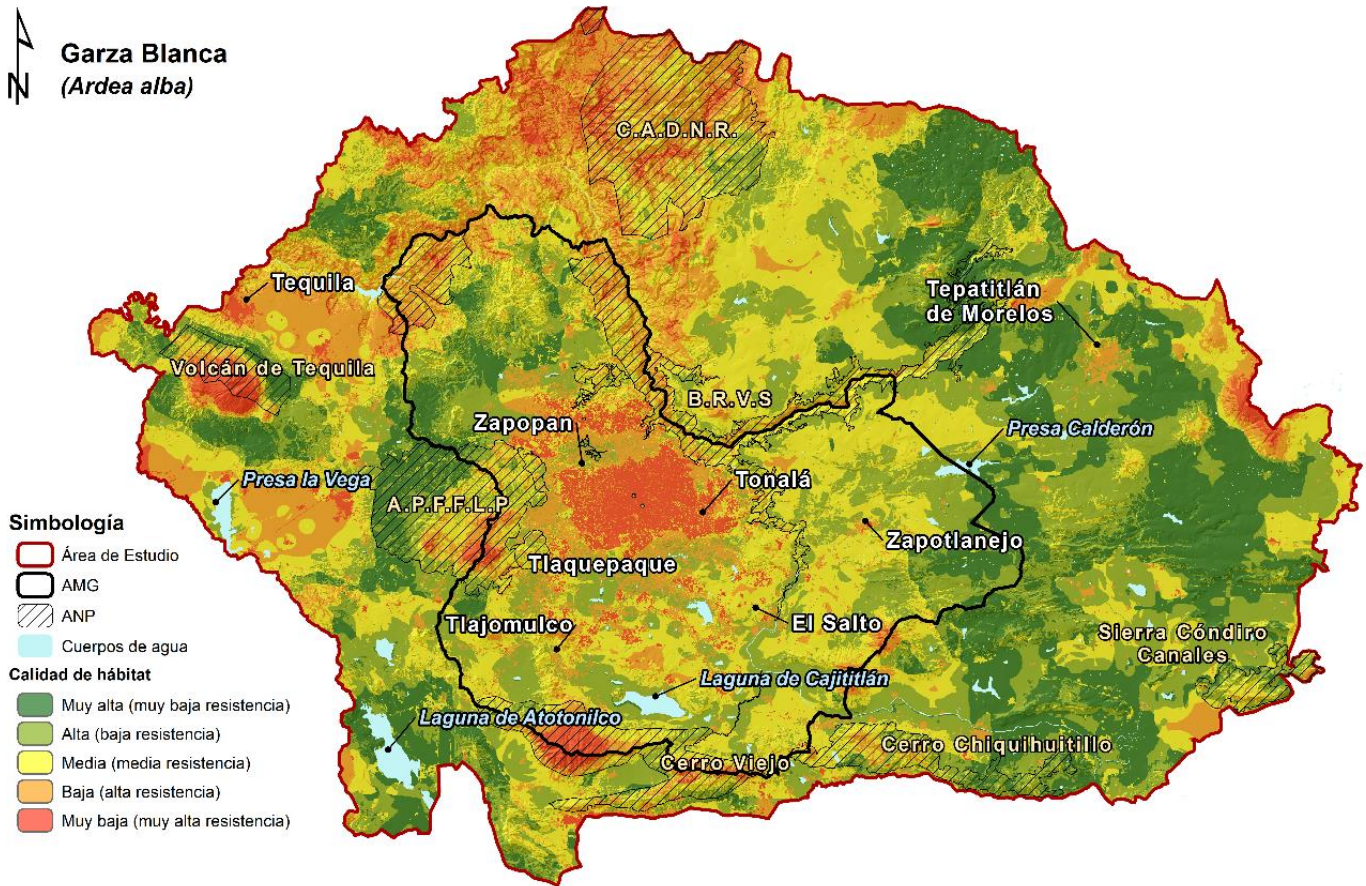 N
Garza Blanca
(Ardea alba)
C.A.D.N.R.
Tequila
Tepatitlán
de Morelos
Volcán de Tequila
B.R.V.S
Zapopan
Presa Calderón
Presa la Vega
Tonalá
A.P.F.F.L.P
Zapotlanejo
Tlaquepaque
Tlajomulco
El Salto
Sierra Cóndiro
Canales
Laguna de Cajititlán
Laguna de Atotonilco
Cerro Viejo
Cerro Chiquihuitillo
Simbología
Área de Estudio
AMG
ANP
Cuerpos de agua
Calidad de hábitat
Muy alta (muy baja resistencia)
Alta (baja resistencia)
Media (media resistencia)
Baja (alta resistencia)
Muy baja (muy alta resistencia)